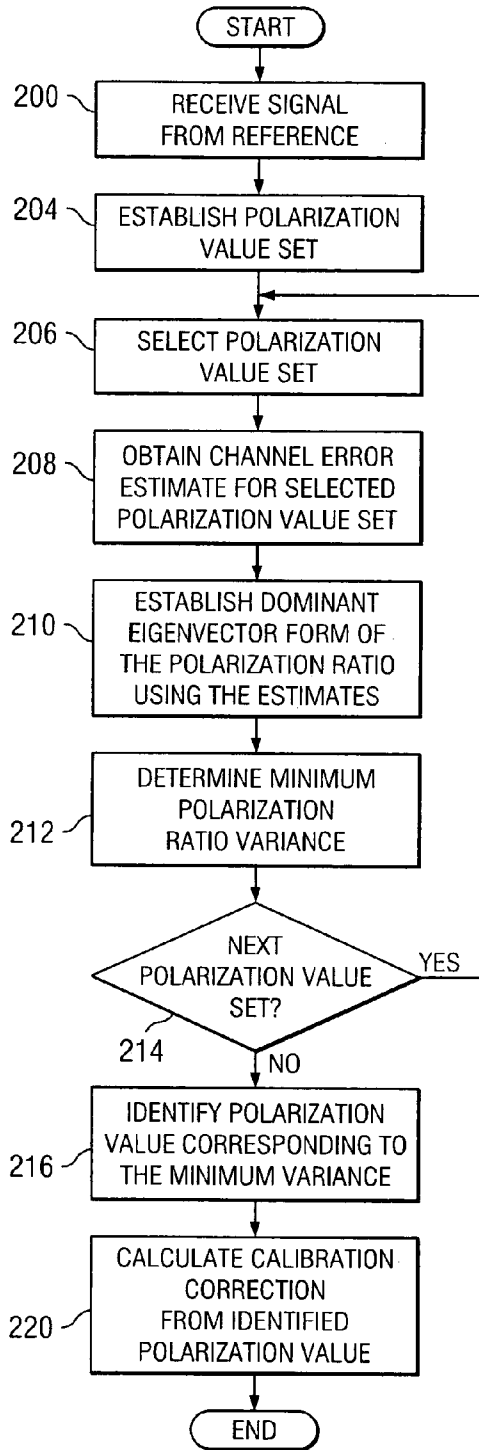 START
200
RECEIVE SIGNAL
FROM REFERENCE
204
ESTABLISH POLARIZATION
VALUE SET
206
SELECT POLARIZATION
VALUE SET
208
OBTAIN CHANNEL ERROR
ESTIMATE FOR SELECTED
POLARIZATION VALUE SET
210
ESTABLISH DOMINANT
EIGENVECTOR FORM OF
THE POLARIZATION RATIO
USING THE ESTIMATES
212
DETERMINE MINIMUM
POLARIZATION
RATIO VARIANCE
NEXT
POLARIZATION VALUE
SET?
YES
214
NO
216
IDENTIFY POLARIZATION
VALUE CORRESPONDING TO
THE MINIMUM VARIANCE
220
CALCULATE CALIBRATION
CORRECTION
FROM IDENTIFIED
POLARIZATION VALUE
END